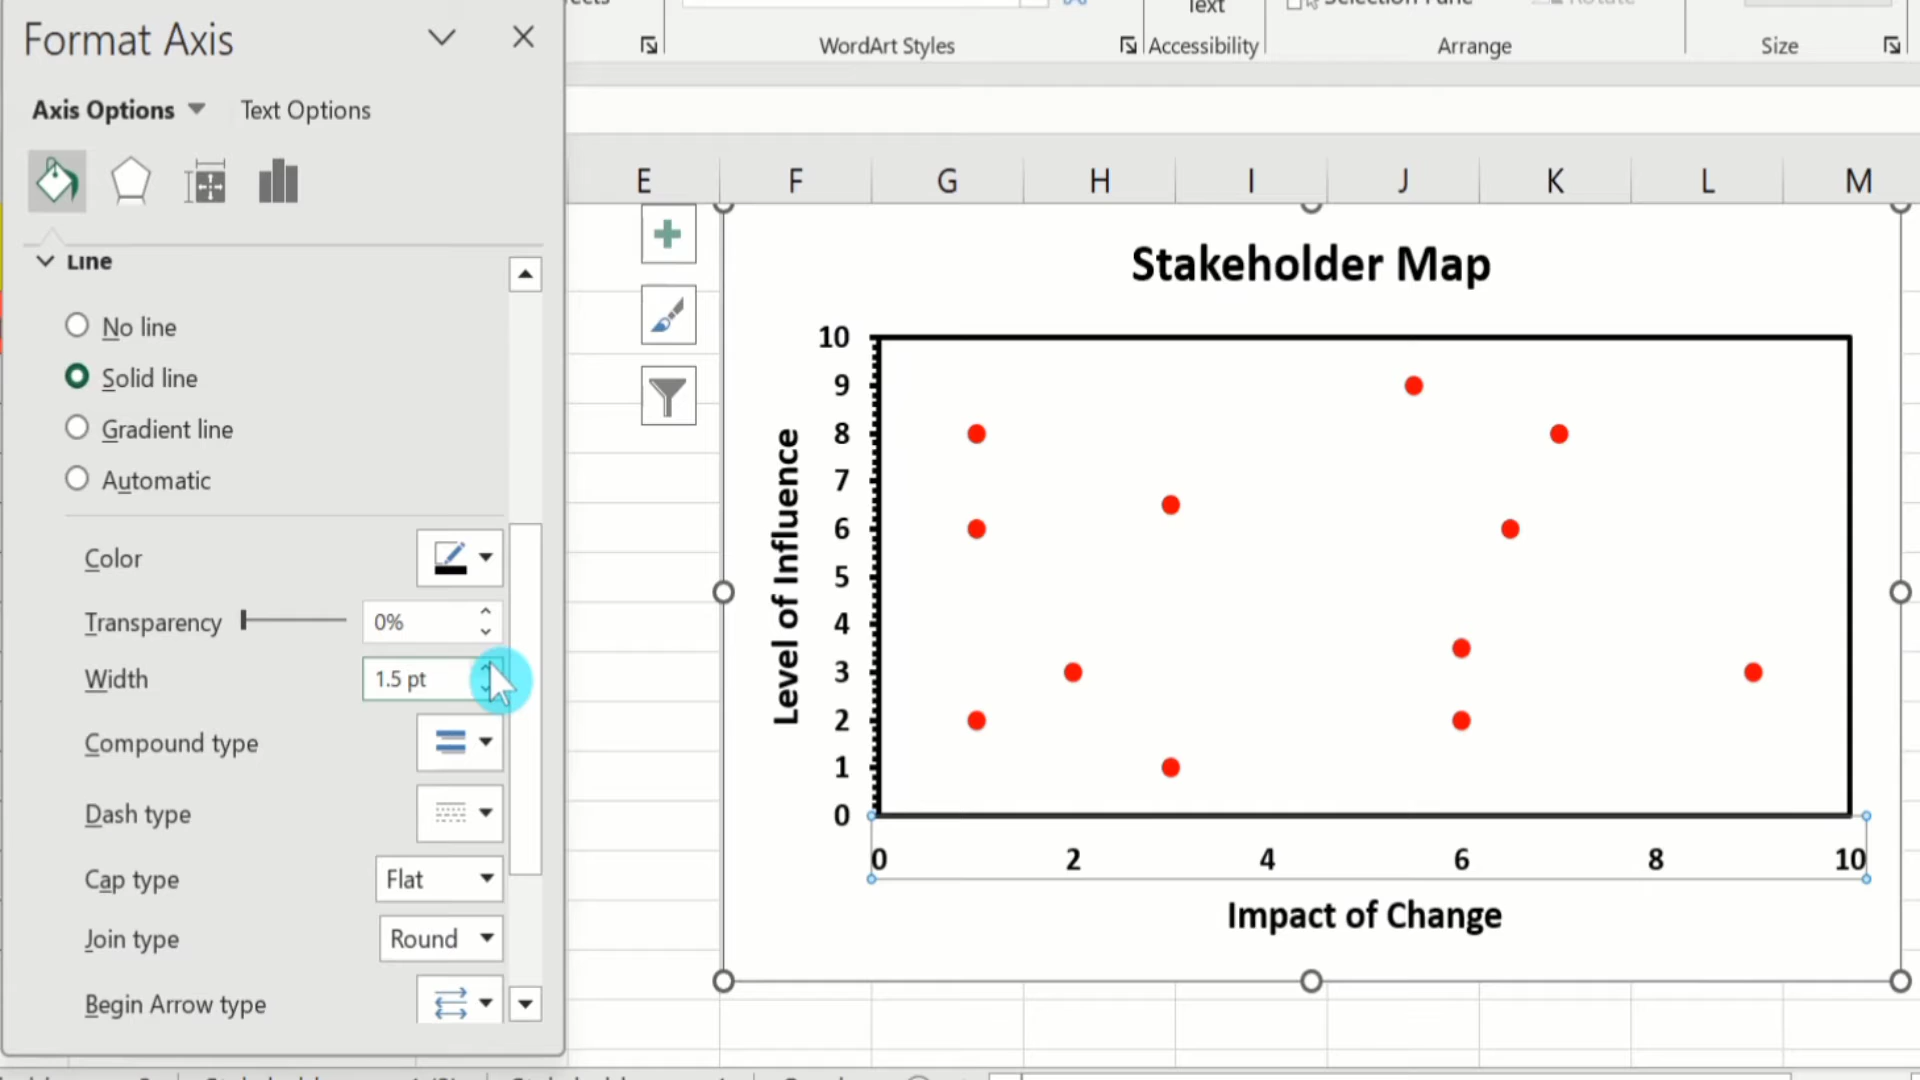 Format Axis
Axis Options Text Options
Line
No line
Solid line
Gradient line
Automatic
Color
Transparency 0%
Width 1.5 pt
Compound type
Dash type
Cap type Flat
Join type Round
Begin Arrow type
Text
WordArt Styles Accessibility Arrange Size
E F G H I J K L M
Stakeholder Map
Level of Influence
10
9
8
7
6
5
4
3
2
1
0
0 2 4 6 8 10
Impact of Change